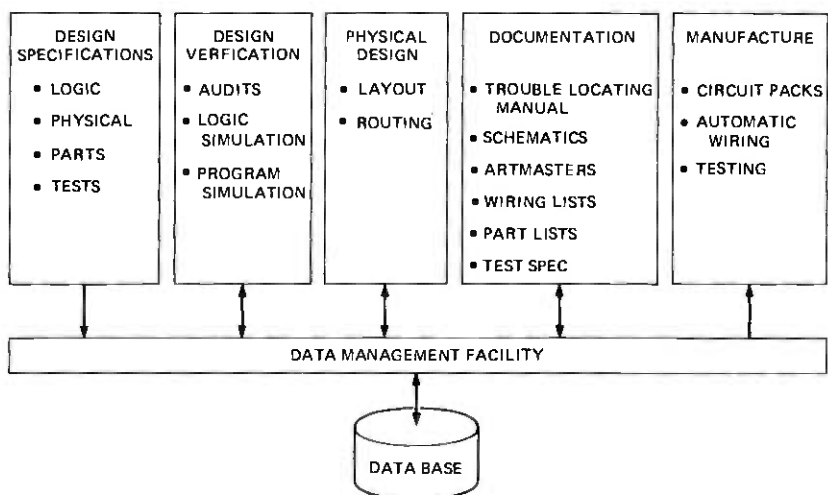 DESIGN
SPECIFICATIONS
• LOGIC
• PHYSICAL
• PARTS
• TESTS
DESIGN
VERFICATION
• AUDITS
• LOGIC
SIMULATION
• PROGRAM
SIMULATION
PHYSICAL
DESIGN
• LAYOUT
• ROUTING
DOCUMENTATION
• TROUBLE LOCATING
MANUAL
• SCHEMATICS
• ARTMASTERS
• WIRING LISTS
• PART LISTS
• TEST SPEC
MANUFACTURE
• CIRCUIT PACKS
• AUTOMATIC
WIRING
• TESTING
DATA MANAGEMENT FACILITY
DATA BASE